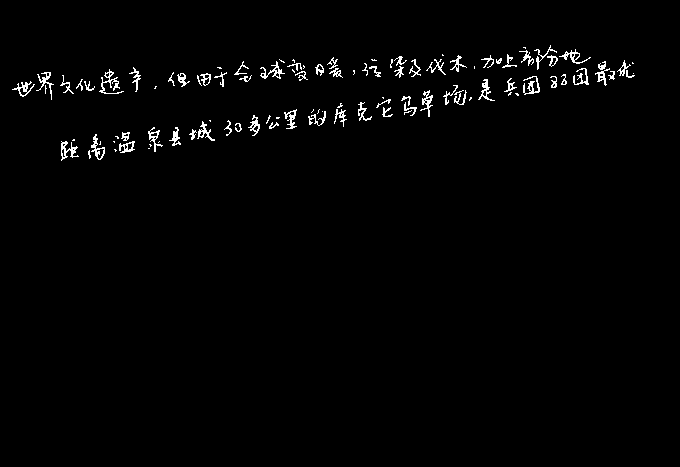 世界文化遗产，但由于全球变暖，污染及伐木，加上部分地
距离温泉县城30多公里的库克它乌草场，是兵团83团最优